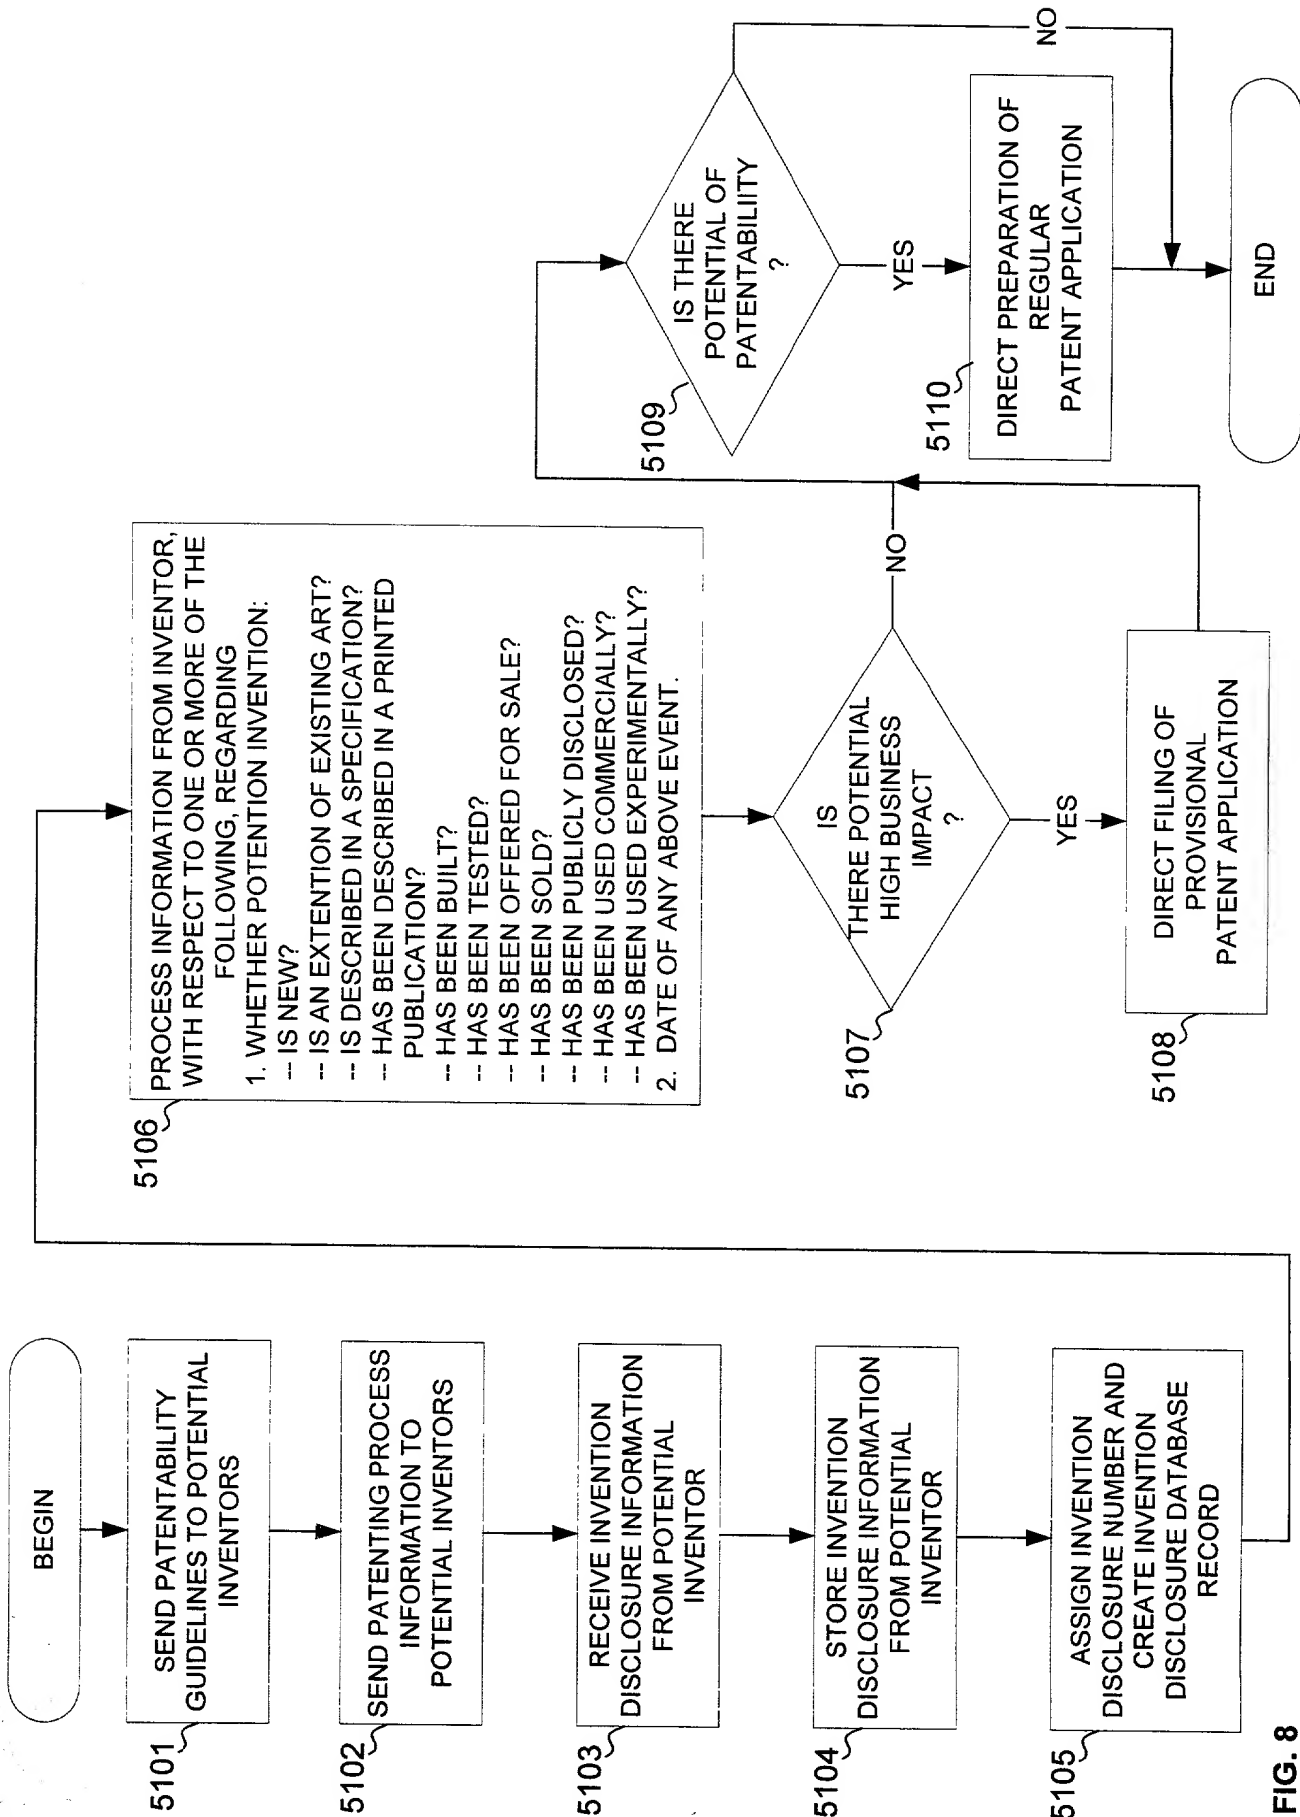 BEGIN
SEND PATENTABILITY
GUIDELINES TO POTENTIAL
INVENTORS
5101
SEND PATENTING PROCESS
INFORMATION TO
POTENTIAL INVENTORS
5102
RECEIVE INVENTION
DISCLOSURE INFORMATION
FROM POTENTIAL
INVENTOR
5103
STORE INVENTION
DISCLOSURE INFORMATION
FROM POTENTIAL
INVENTOR
5104
ASSIGN INVENTION
DISCLOSURE NUMBER AND
CREATE INVENTION
DISCLOSURE DATABASE
RECORD
5105
PROCESS INFORMATION FROM INVENTOR,
WITH RESPECT TO ONE OR MORE OF THE
FOLLOWING, REGARDING
1. WHETHER POTENTION INVENTION:
-- IS NEW?
-- IS AN EXTENTION OF EXISTING ART?
-- IS DESCRIBED IN A SPECIFICATION?
-- HAS BEEN DESCRIBED IN A PRINTED
PUBLICATION?
-- HAS BEEN BUILT?
-- HAS BEEN TESTED?
-- HAS BEEN OFFERED FOR SALE?
-- HAS BEEN SOLD?
-- HAS BEEN PUBLICLY DISCLOSED?
-- HAS BEEN USED COMMERCIALLY?
-- HAS BEEN USED EXPERIMENTALLY?
2. DATE OF ANY ABOVE EVENT.
5106
IS
THERE POTENTIAL
HIGH BUSINESS
IMPACT
?
5107
NO
YES
DIRECT FILING OF
PROVISIONAL
PATENT APPLICATION
5108
IS THERE
POTENTIAL OF
PATENTABILIITY
?
5109
NO
YES
DIRECT PREPARATION OF
REGULAR
PATENT APPLICATION
5110
END
FIG. 8